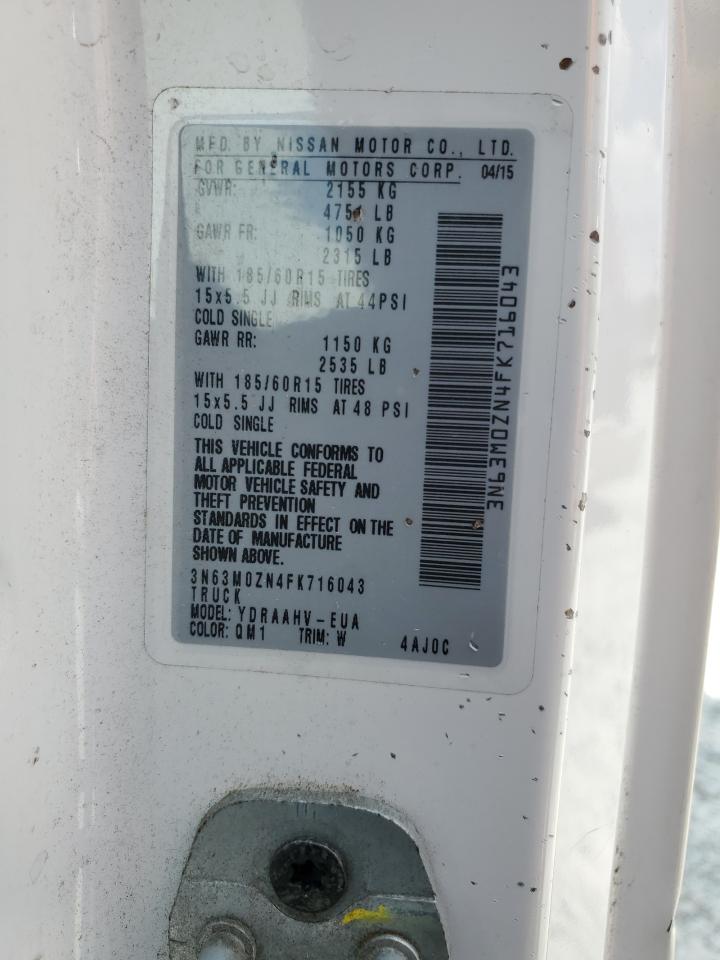 MFD. BY NISSAN MOTOR CO., LTD.
FOR GENERAL MOTORS CORP. 04/15
GVWR: 2155 KG
4751 LB
GAWR FR: 1050 KG
2315 LB
WITH 185/60R15 TIRES
15x5.5 JJ RIMS AT 44PSI
COLD SINGLE
GAWR RR: 1150 KG
2535 LB
WITH 185/60R15 TIRES
15x5.5 JJ RIMS AT 48 PSI
COLD SINGLE
THIS VEHICLE CONFORMS TO
ALL APPLICABLE FEDERAL
MOTOR VEHICLE SAFETY AND
THEFT PREVENTION
STANDARDS IN EFFECT ON THE
DATE OF MANUFACTURE
SHOWN ABOVE.
3N63M0ZN4FK716043
TRUCK
MODEL: YDRAAHV-EUA
COLOR: QM1 TRIM: W 4AJ0C
3N63M0ZN4FK716043